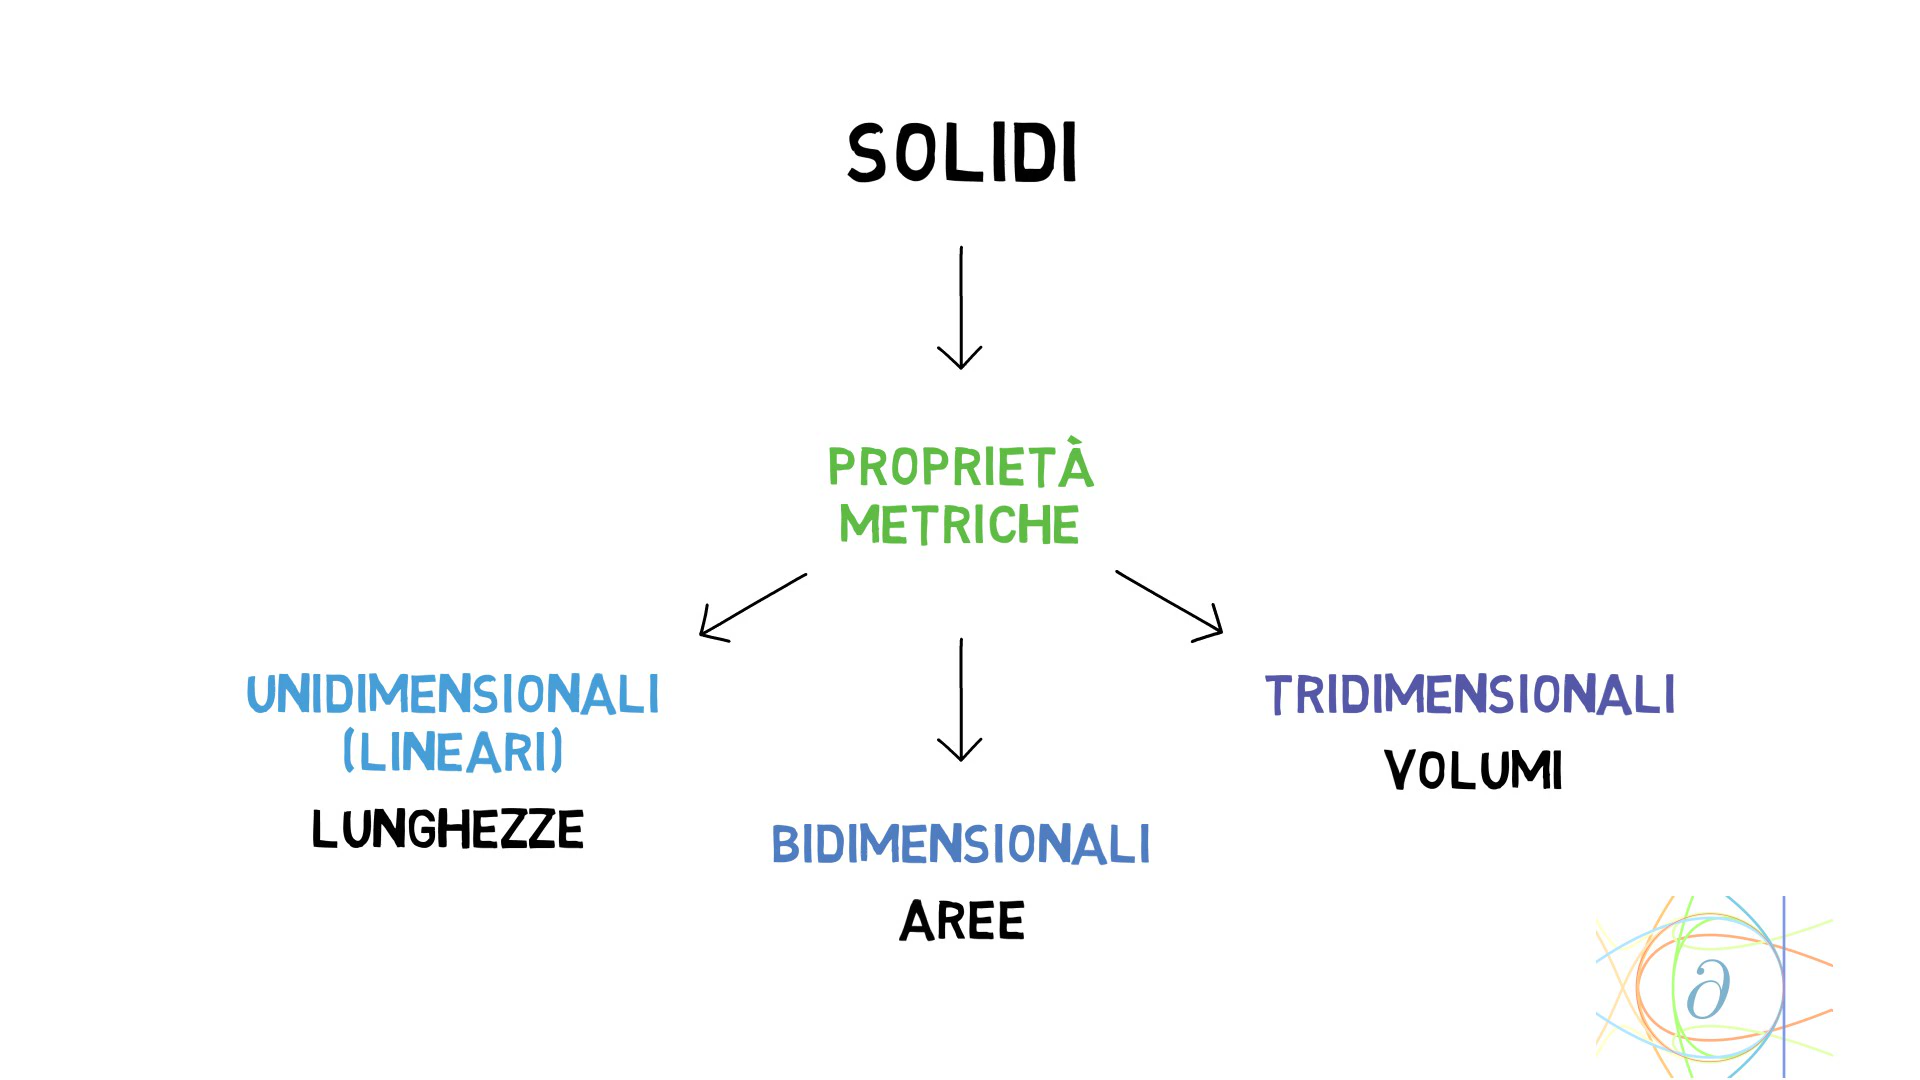 SOLIDI
PROPRIETÀ
METRICHE
UNIDIMENSIONALI
(LINEARI)
LUNGHEZZE
BIDIMENSIONALI
AREE
TRIDIMENSIONALI
VOLUMI
∂